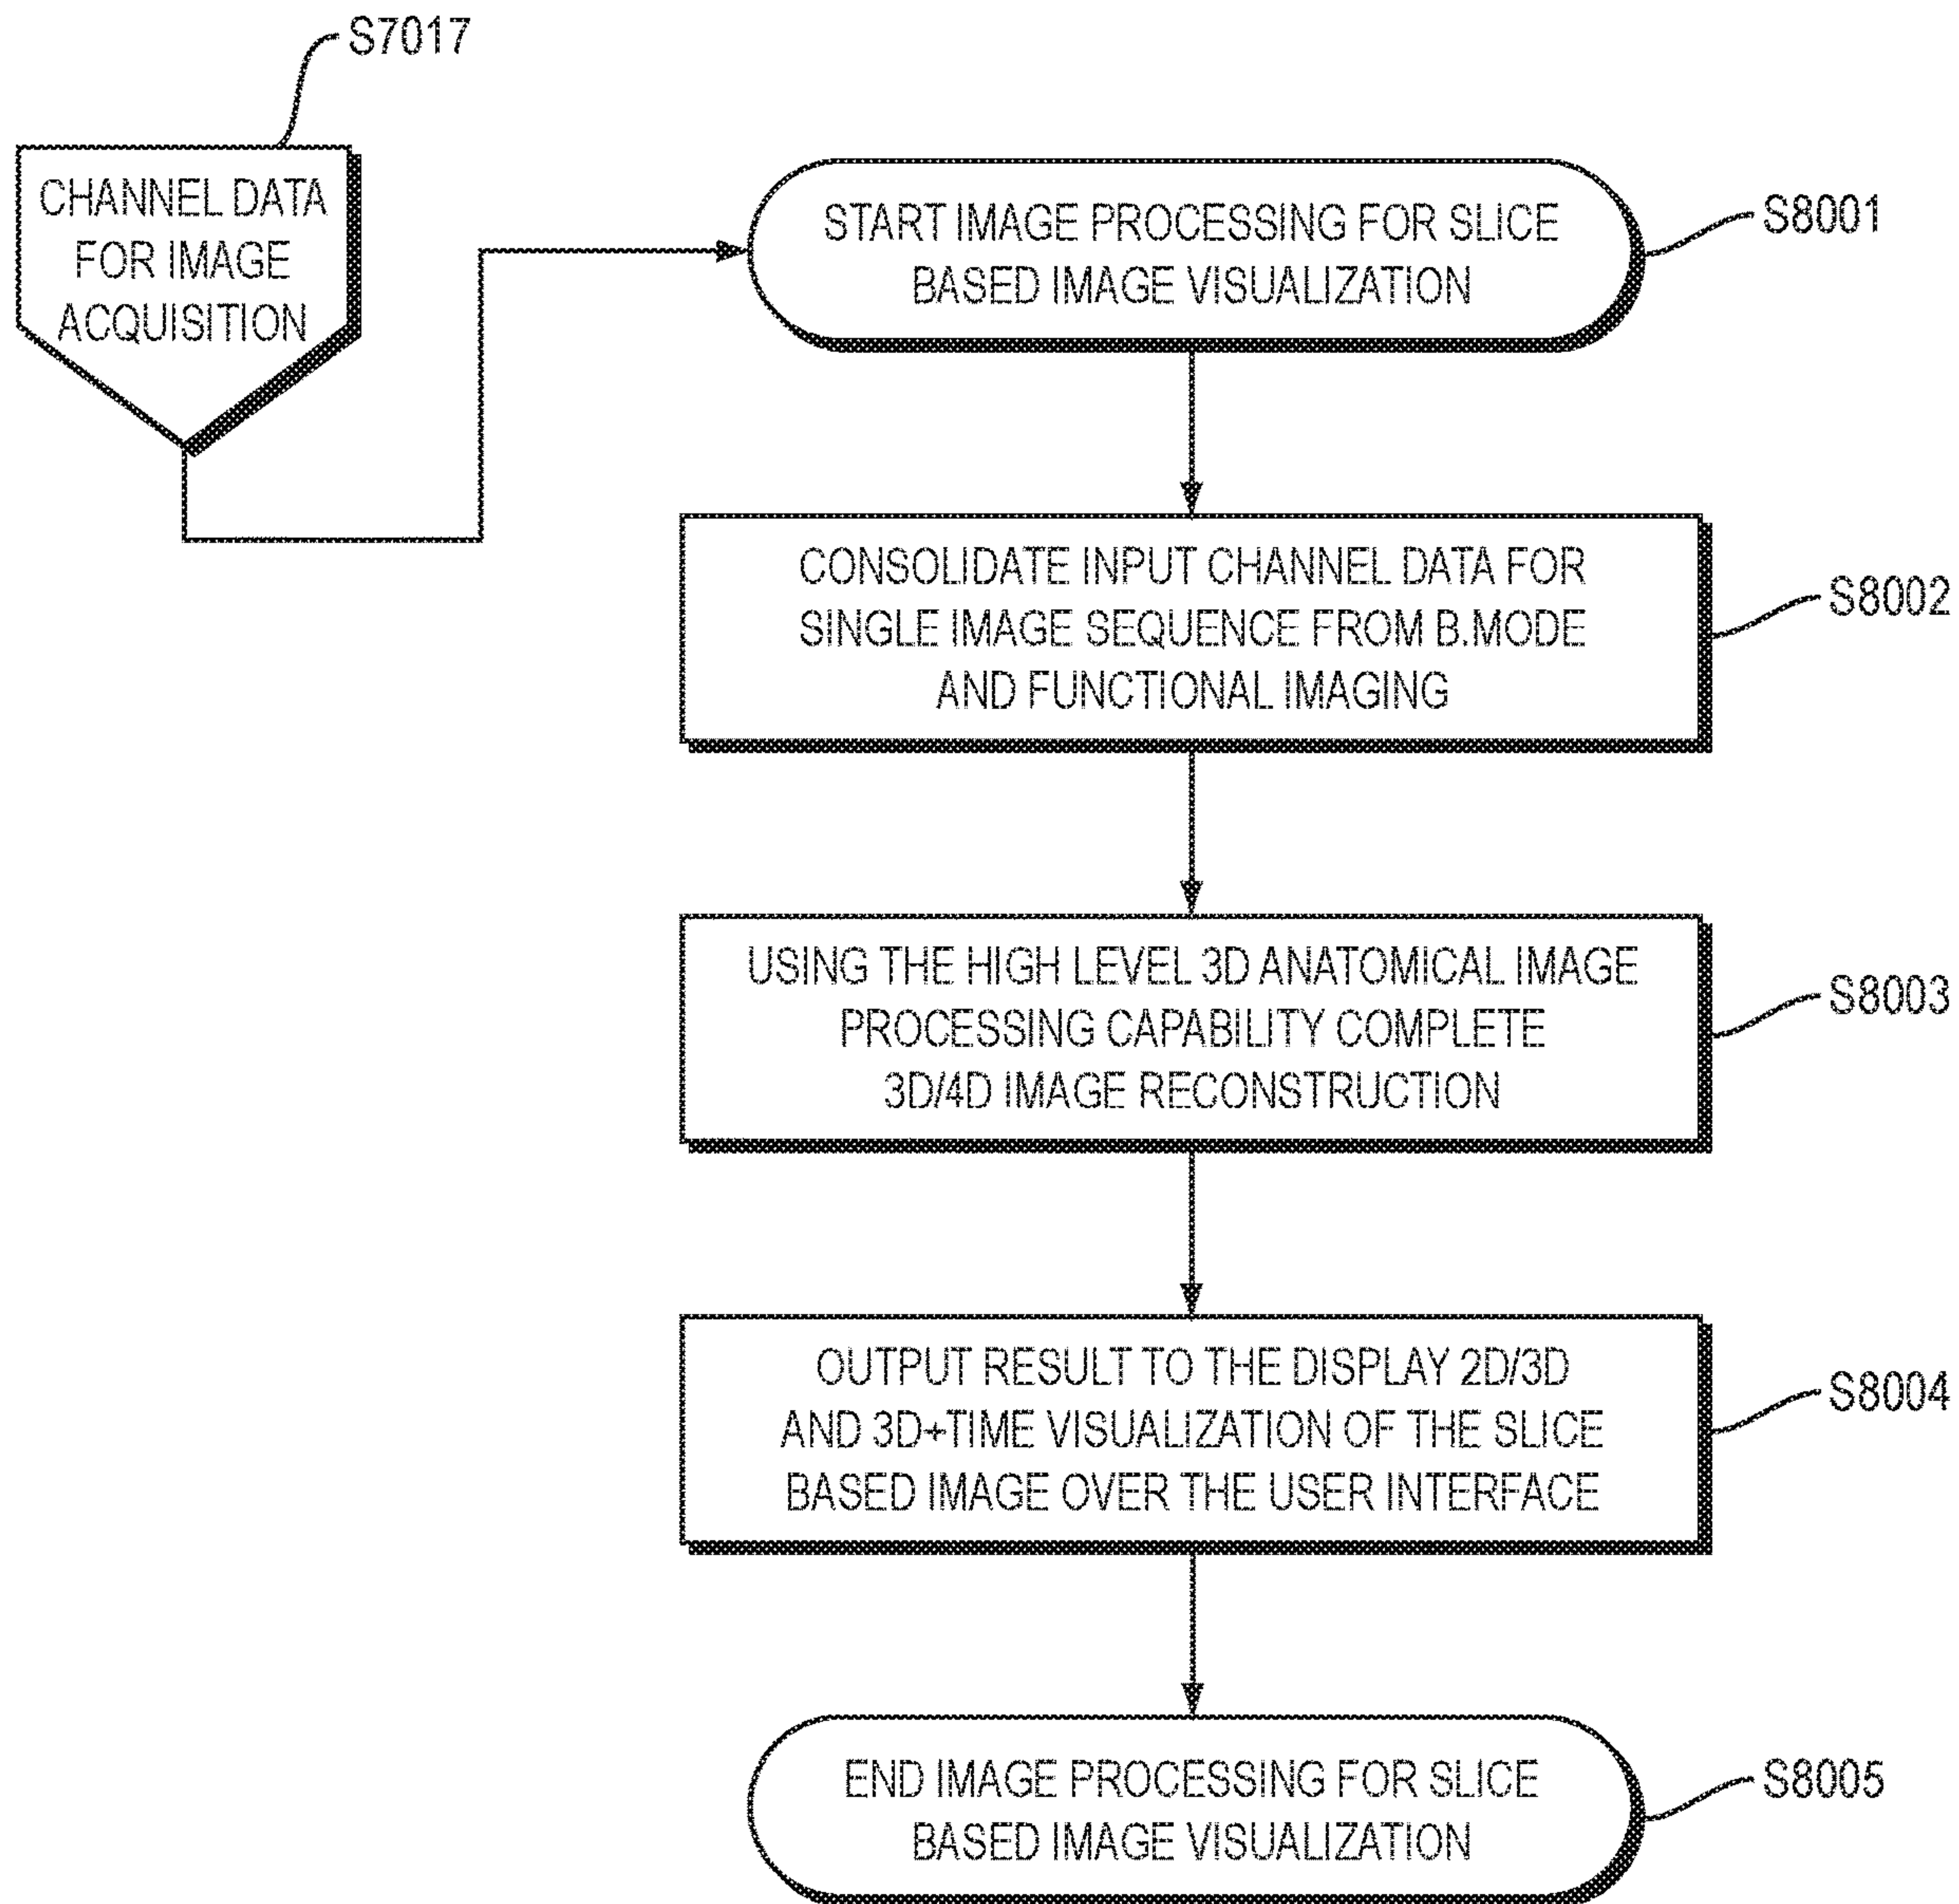 S7017
CHANNEL DATA
FOR IMAGE
ACQUISITION
START IMAGE PROCESSING FOR SLICE
BASED IMAGE VISUALIZATION
S8001
CONSOLIDATE INPUT CHANNEL DATA FOR
SINGLE IMAGE SEQUENCE FROM B.MODE
AND FUNCTIONAL IMAGING
S8002
USING THE HIGH LEVEL 3D ANATOMICAL IMAGE
PROCESSING CAPABILITY COMPLETE
3D/4D IMAGE RECONSTRUCTION
S8003
OUTPUT RESULT TO THE DISPLAY 2D/3D
AND 3D+TIME VISUALIZATION OF THE SLICE
BASED IMAGE OVER THE USER INTERFACE
S8004
END IMAGE PROCESSING FOR SLICE
BASED IMAGE VISUALIZATION
S8005